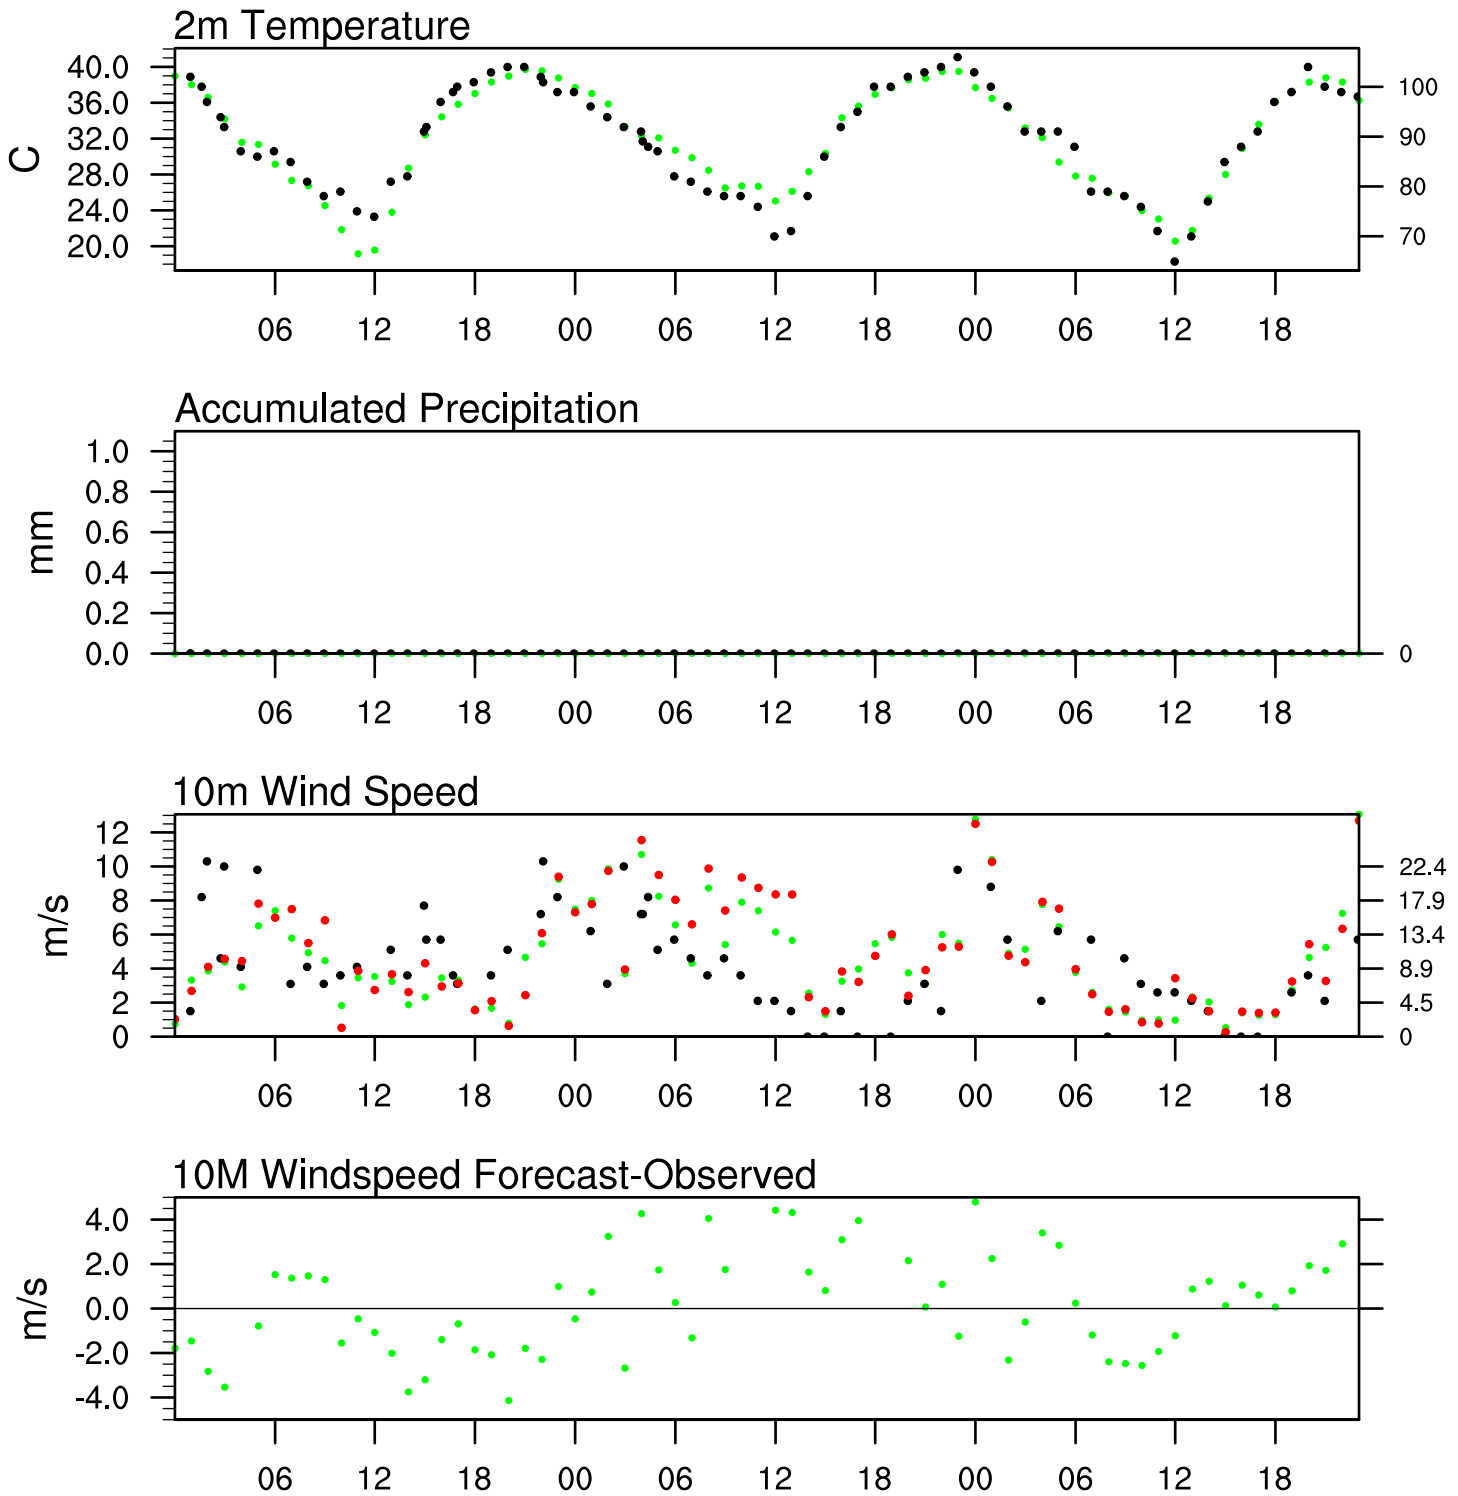 2m Temperature
40.0
36.0
32.0
28.0
24.0
20.0
C
100
90
80
70
06 12 18 00 06 12 18 00 06 12 18
Accumulated Precipitation
1.0
0.8
0.6
0.4
0.2
0.0
mm
0
06 12 18 00 06 12 18 00 06 12 18
10m Wind Speed
12
10
8
6
4
2
0
m/s
22.4
17.9
13.4
8.9
4.5
0
06 12 18 00 06 12 18 00 06 12 18
10M Windspeed Forecast-Observed
4.0
2.0
0.0
-2.0
-4.0
m/s
06 12 18 00 06 12 18 00 06 12 18